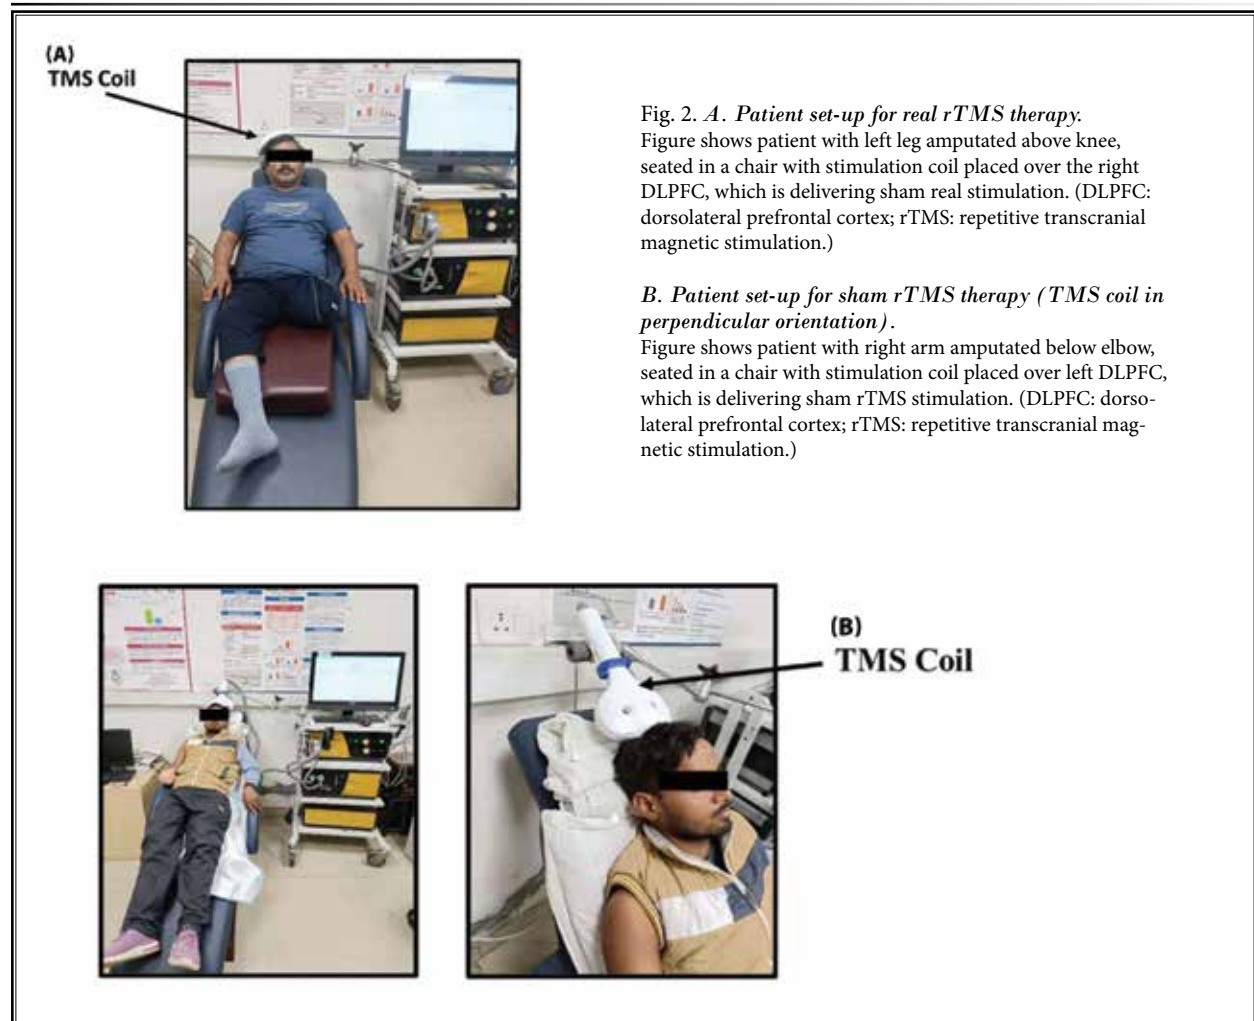 (A)
TMS Coil
Fig. 2. A. Patient set-up for real rTMS therapy.
Figure shows patient with left leg amputated above knee,
seated in a chair with stimulation coil placed over the right
DLPFC, which is delivering sham real stimulation. (DLPFC:
dorsolateral prefrontal cortex; rTMS: repetitive transcranial
magnetic stimulation.)
B. Patient set-up for sham rTMS therapy (TMS coil in
perpendicular orientation).
Figure shows patient with right arm amputated below elbow,
seated in a chair with stimulation coil placed over left DLPFC,
which is delivering sham rTMS stimulation. (DLPFC: dorso-
lateral prefrontal cortex; rTMS: repetitive transcranial mag-
netic stimulation.)
(B)
TMS Coil